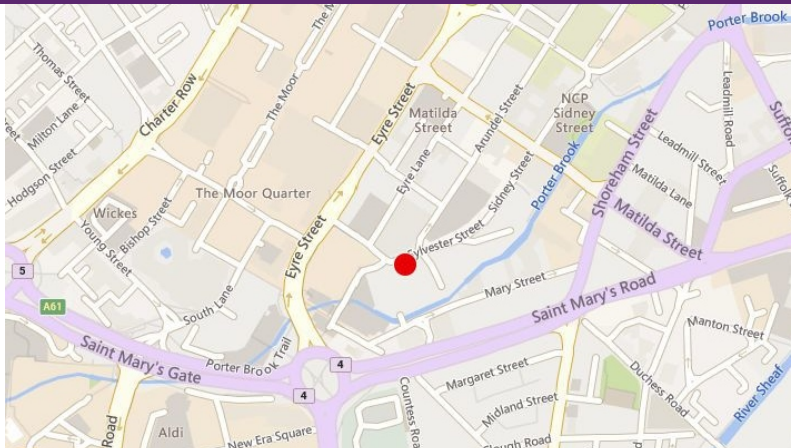 Porter Brook
The Moor
Thomas Street
Charter Row
The M
Milton Lane
Hodgson Street
Eyre Street
Matilda
Street
Arundel Street
NCP
Sidney
Street
Leadmill Road
Suffo
Shoreham Street
Leadmill Street
Matilda Lane
Suffolk
Eyre Lane
Sidney Street
Porter Brook
The Moor Quarter
Wickes
Bishop Street
Young Street
Matilda Street
Sylvester Street
Eyre Street
5
A61
South Lane
Mary Street
Saint Mary's Road
Manton Street
Saint Mary's Gate
Porter Brook Trail
4
4
Margaret Street
Duchess Road
River Sheaf
Countess Roa
Midland Street
Road
Aldi
New Era Square
lough Road